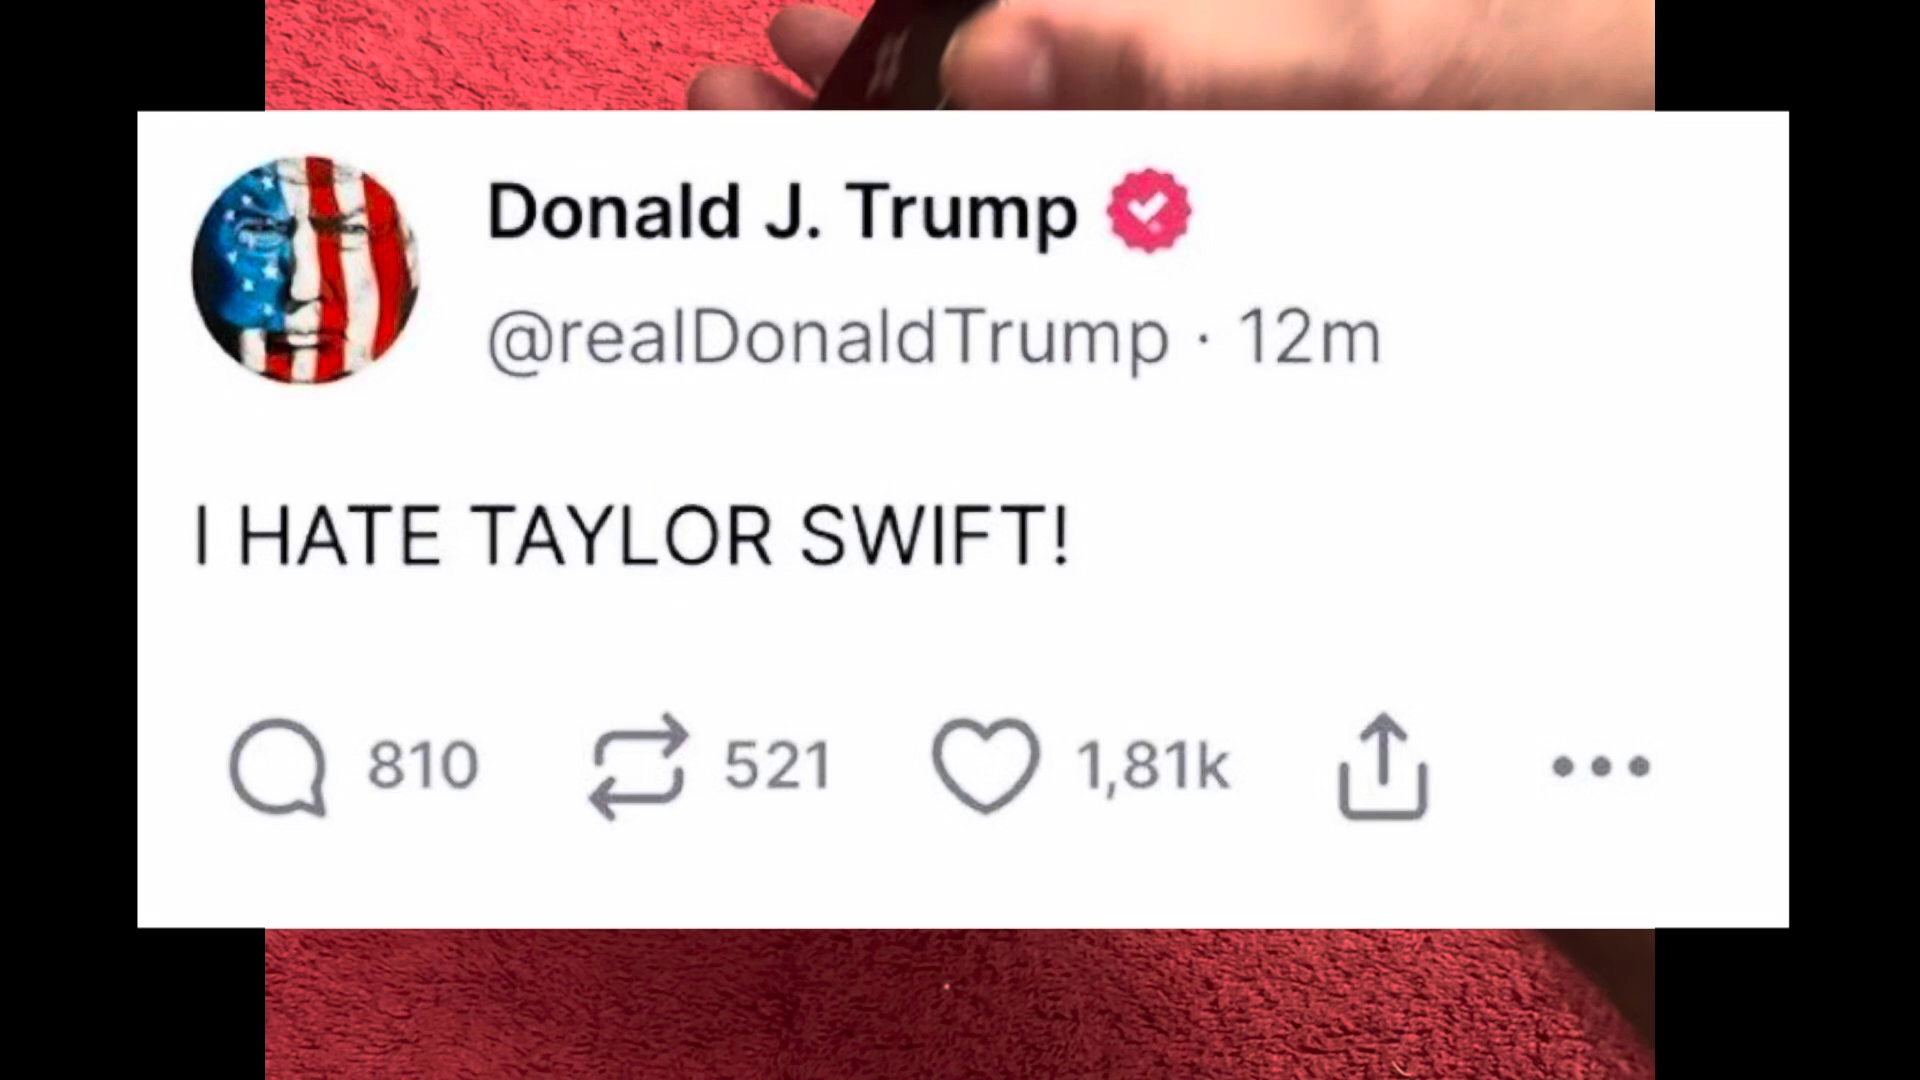 Donald J. Trump
@realDonaldTrump · 12m
I HATE TAYLOR SWIFT!
810 521 1,81k